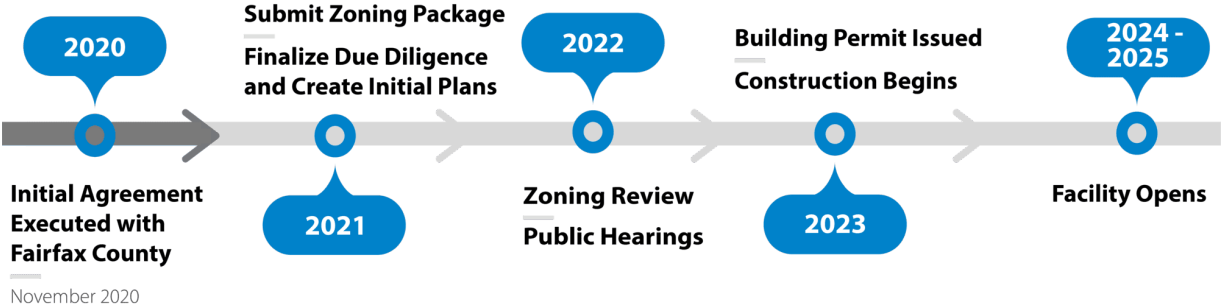 2020
Initial Agreement
Executed with
Fairfax County
November 2020
Submit Zoning Package
Finalize Due Diligence
and Create Initial Plans
2021
2022
Zoning Review
Public Hearings
Building Permit Issued
Construction Begins
2023
2024 -
2025
Facility Opens